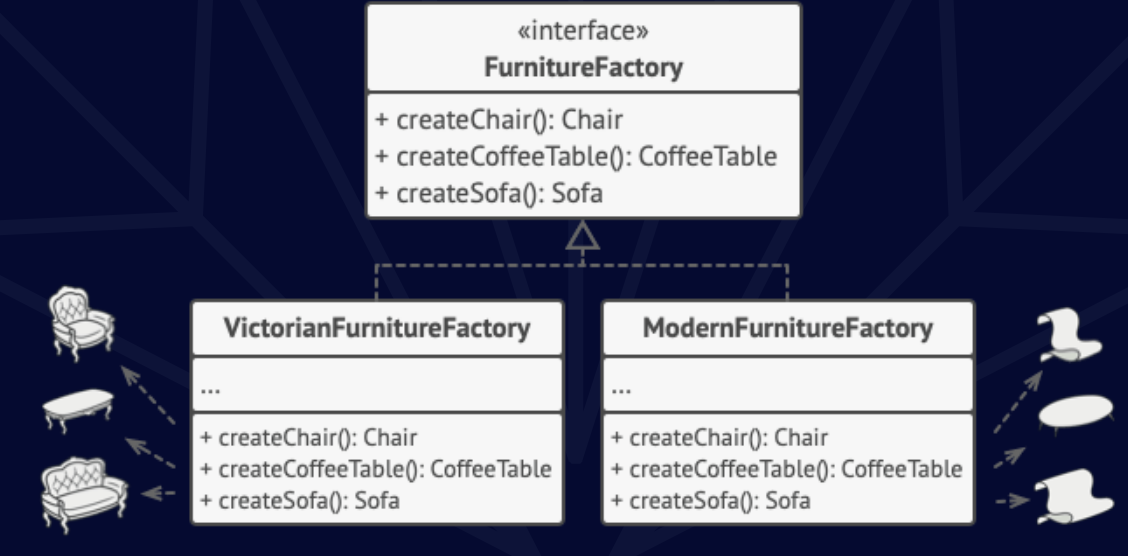 «interface»
FurnitureFactory
+ createChair(): Chair
+ createCoffeeTable(): CoffeeTable
+ createSofa(): Sofa
VictorianFurnitureFactory
...
+ createChair(): Chair
+ createCoffeeTable(): CoffeeTable
+ createSofa(): Sofa
ModernFurnitureFactory
...
+ createChair(): Chair
+ createCoffeeTable(): CoffeeTable
+ createSofa(): Sofa